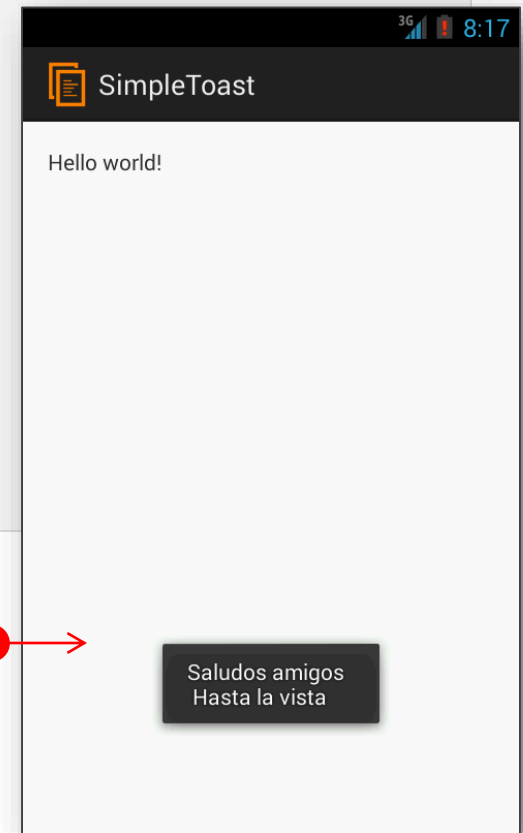 3G 8:17
SimpleToast
Hello world!
Saludos amigos
Hasta la vista